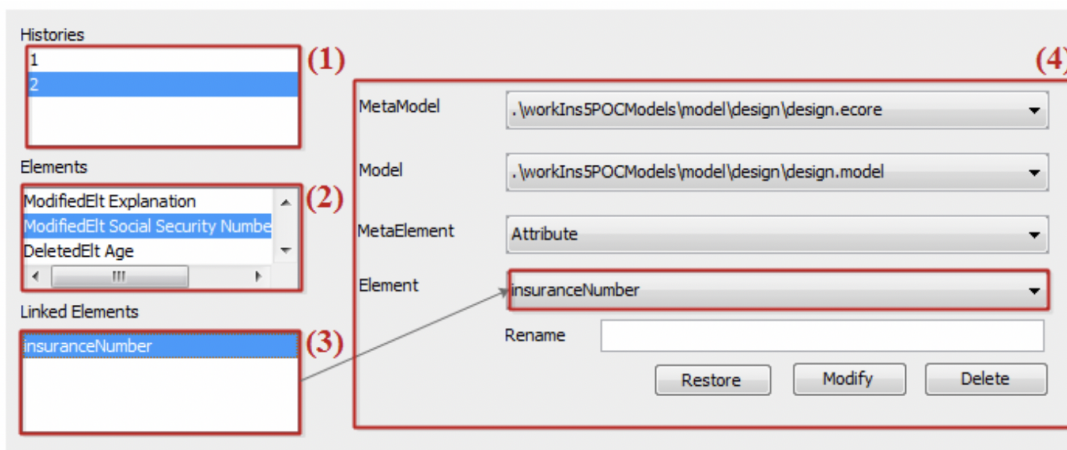 Histories
1
(1)
2
Elements
ModifiedElt Explanation
(2)
ModifiedElt Social Security Numbe
DeletedElt Age
Linked Elements
insuranceNumber
(3)
(4)
MetaModel
.\workIns5POCModels\model\design\design.ecore
Model
.\workIns5POCModels\model\design\design.model
MetaElement
Attribute
Element
insuranceNumber
Rename
Restore
Modify
Delete